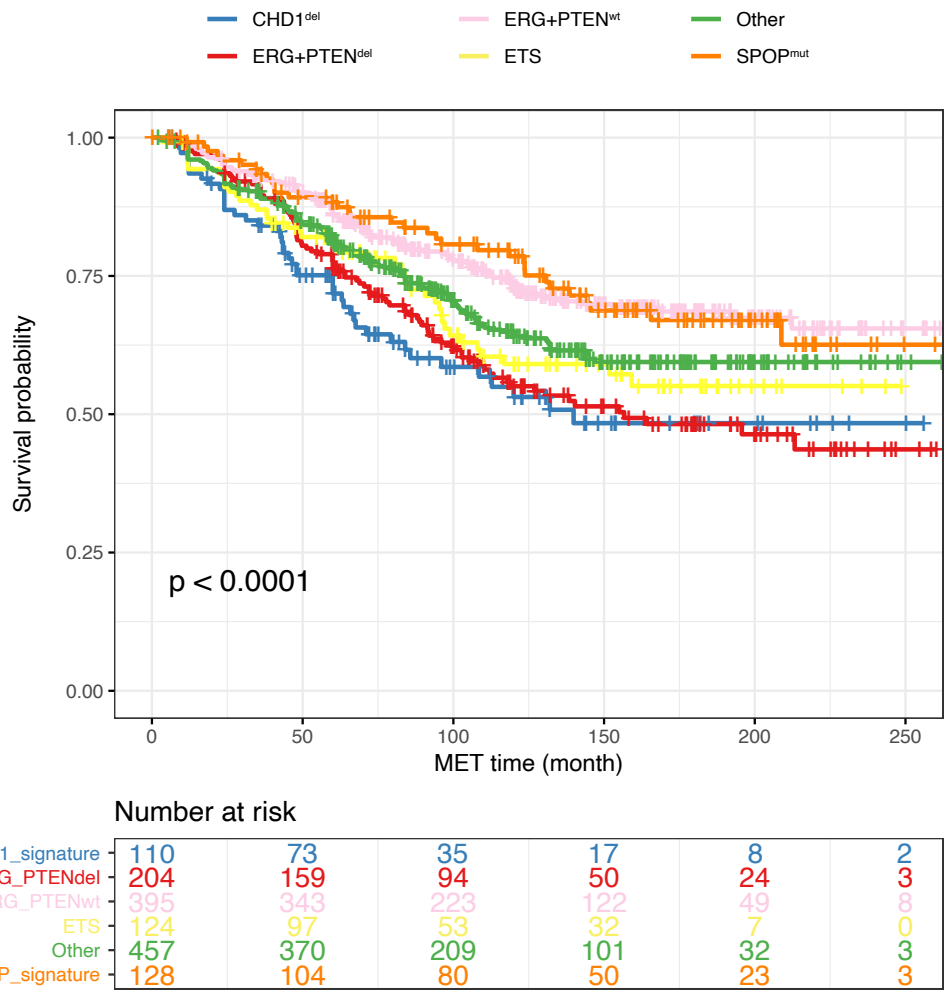 CHD1del ERG+PTENwt Other
ERG+PTENdel ETS SPOPmut
1.00
0.75
Survival probability
0.50
0.25
p < 0.0001
0.00
0 50 100 150 200 250
MET time (month)
Number at risk
1_signature 110 73 35 17 8 2
G_PTENdel 204 159 94 50 24 3
RG_PTENwt 395 343 223 122 49 8
ETS 124 97 53 32 7 0
Other 457 370 209 101 32 3
P_signature 128 104 80 50 23 3